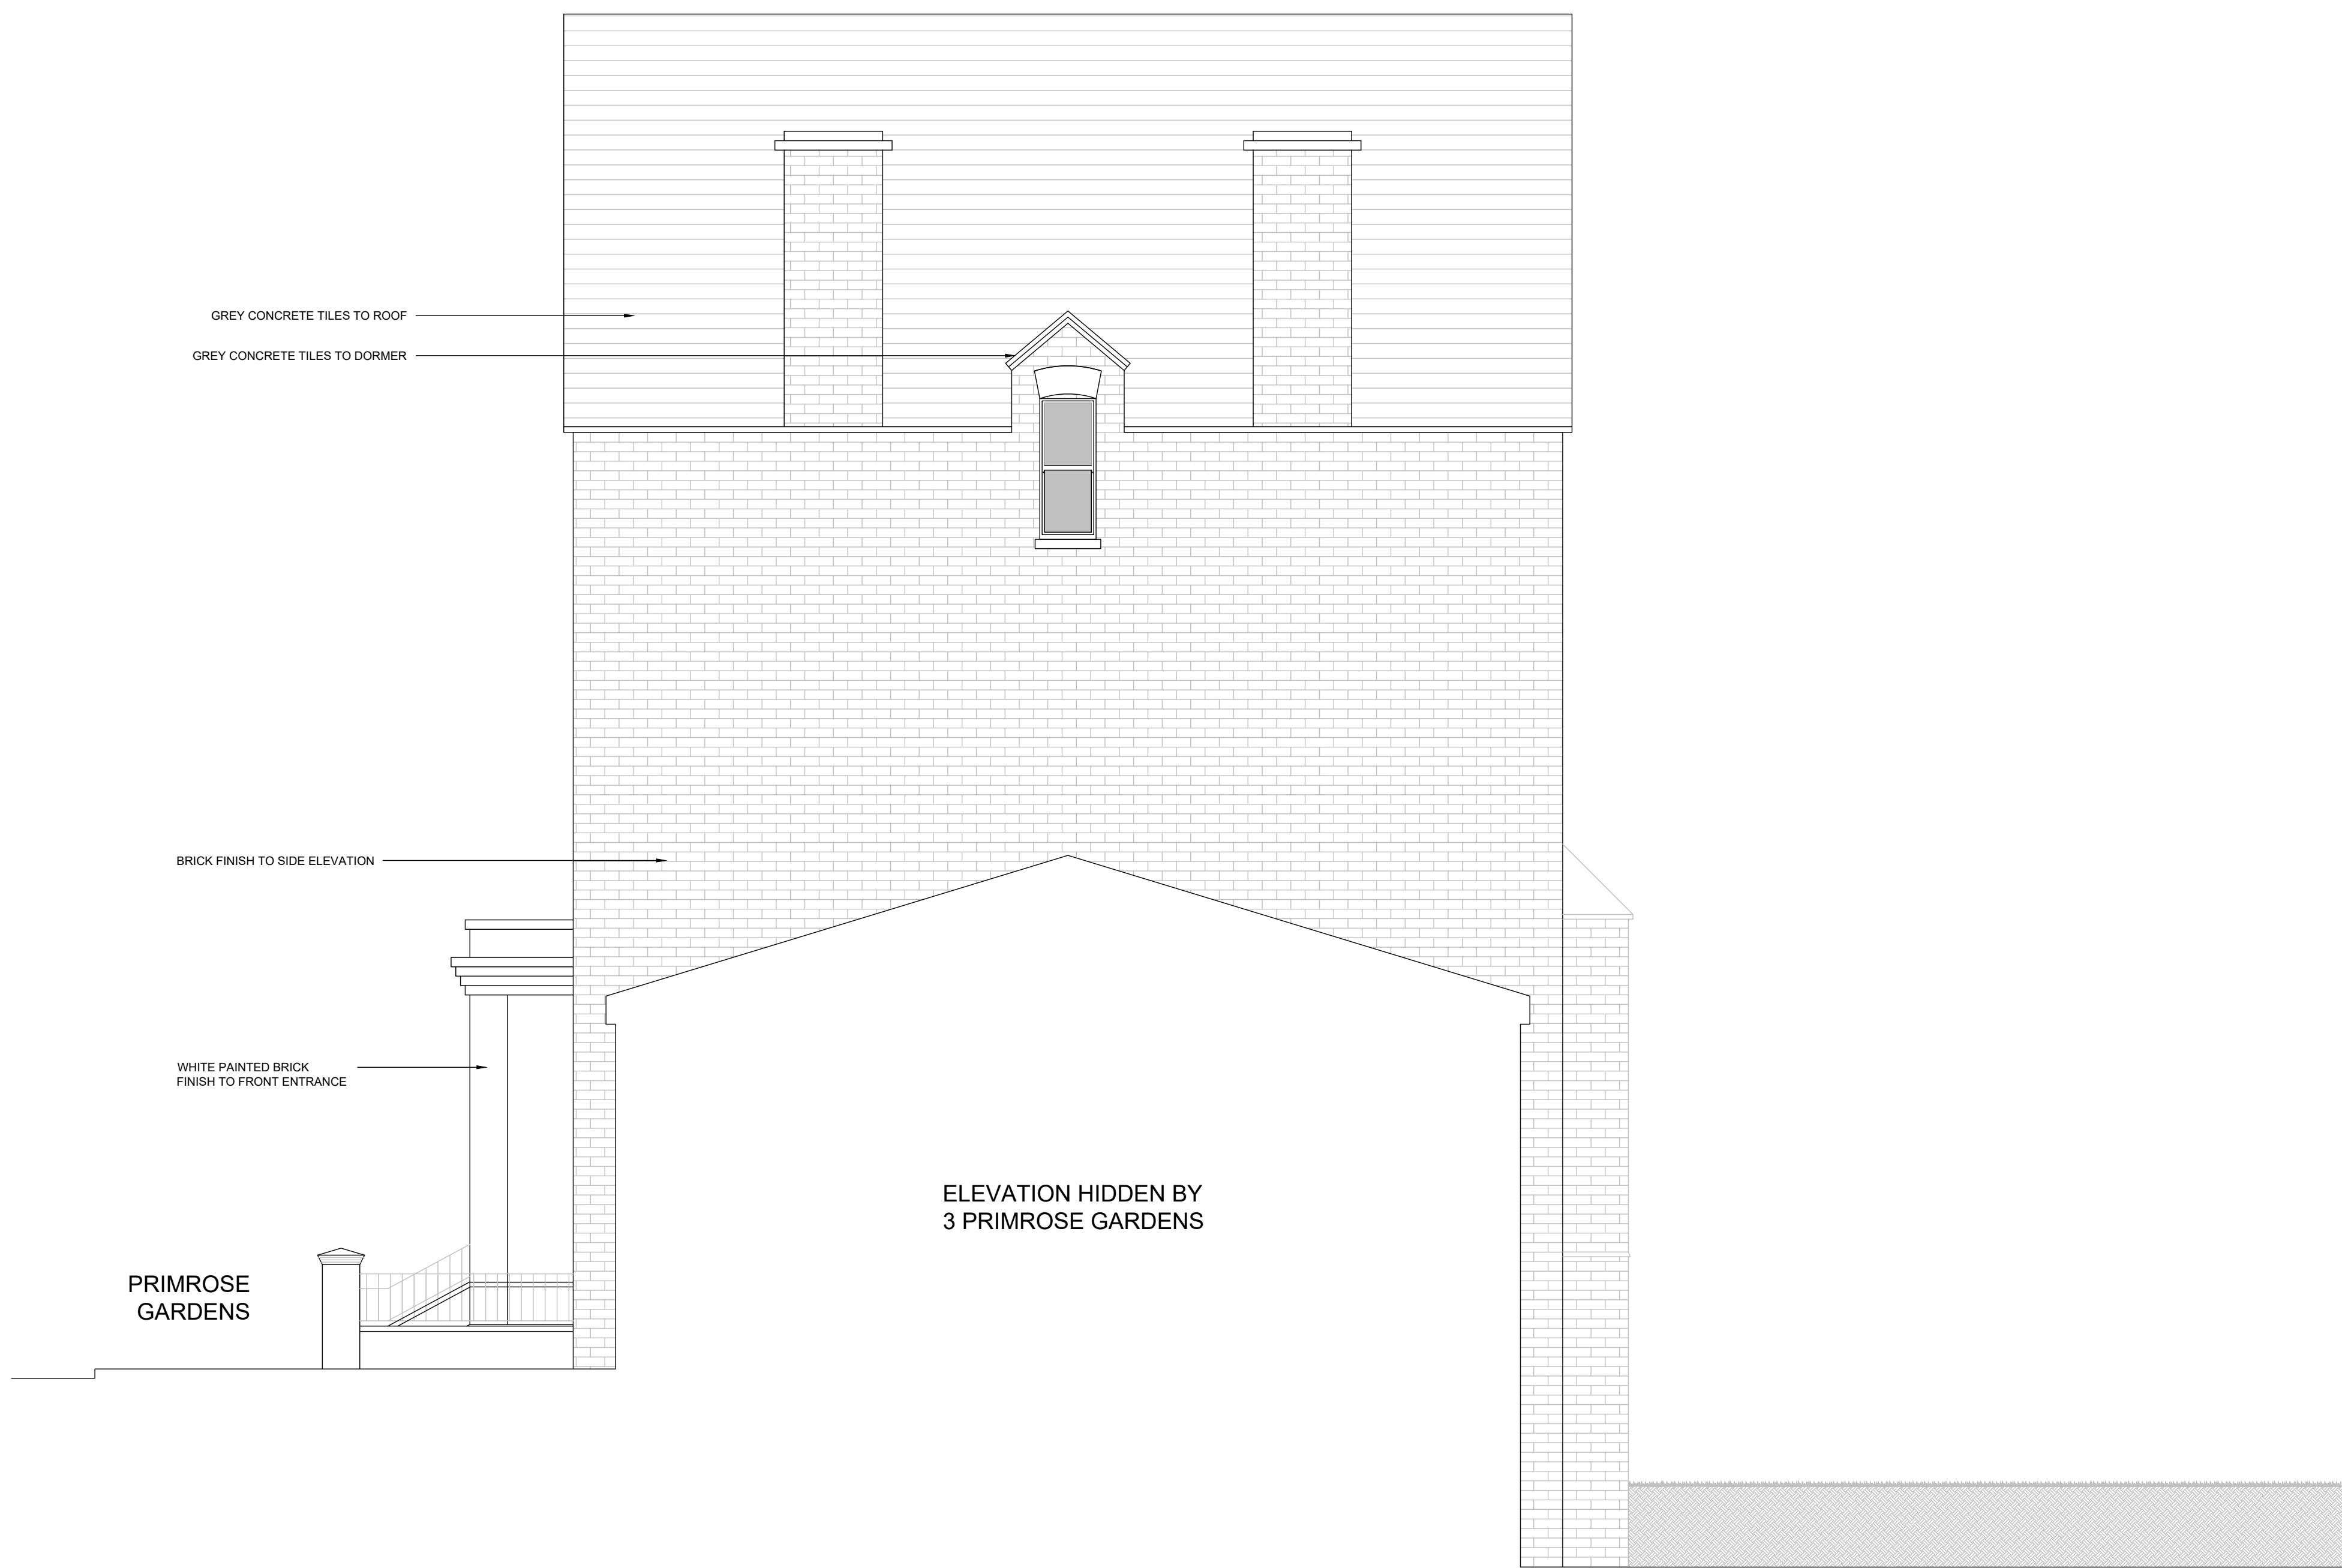 GREY CONCRETE TILES TO ROOF
GREY CONCRETE TILES TO DORMER
BRICK FINISH TO SIDE ELEVATION
WHITE PAINTED BRICK
FINISH TO FRONT ENTRANCE
ELEVATION HIDDEN BY
3 PRIMROSE GARDENS
PRIMROSE
GARDENS